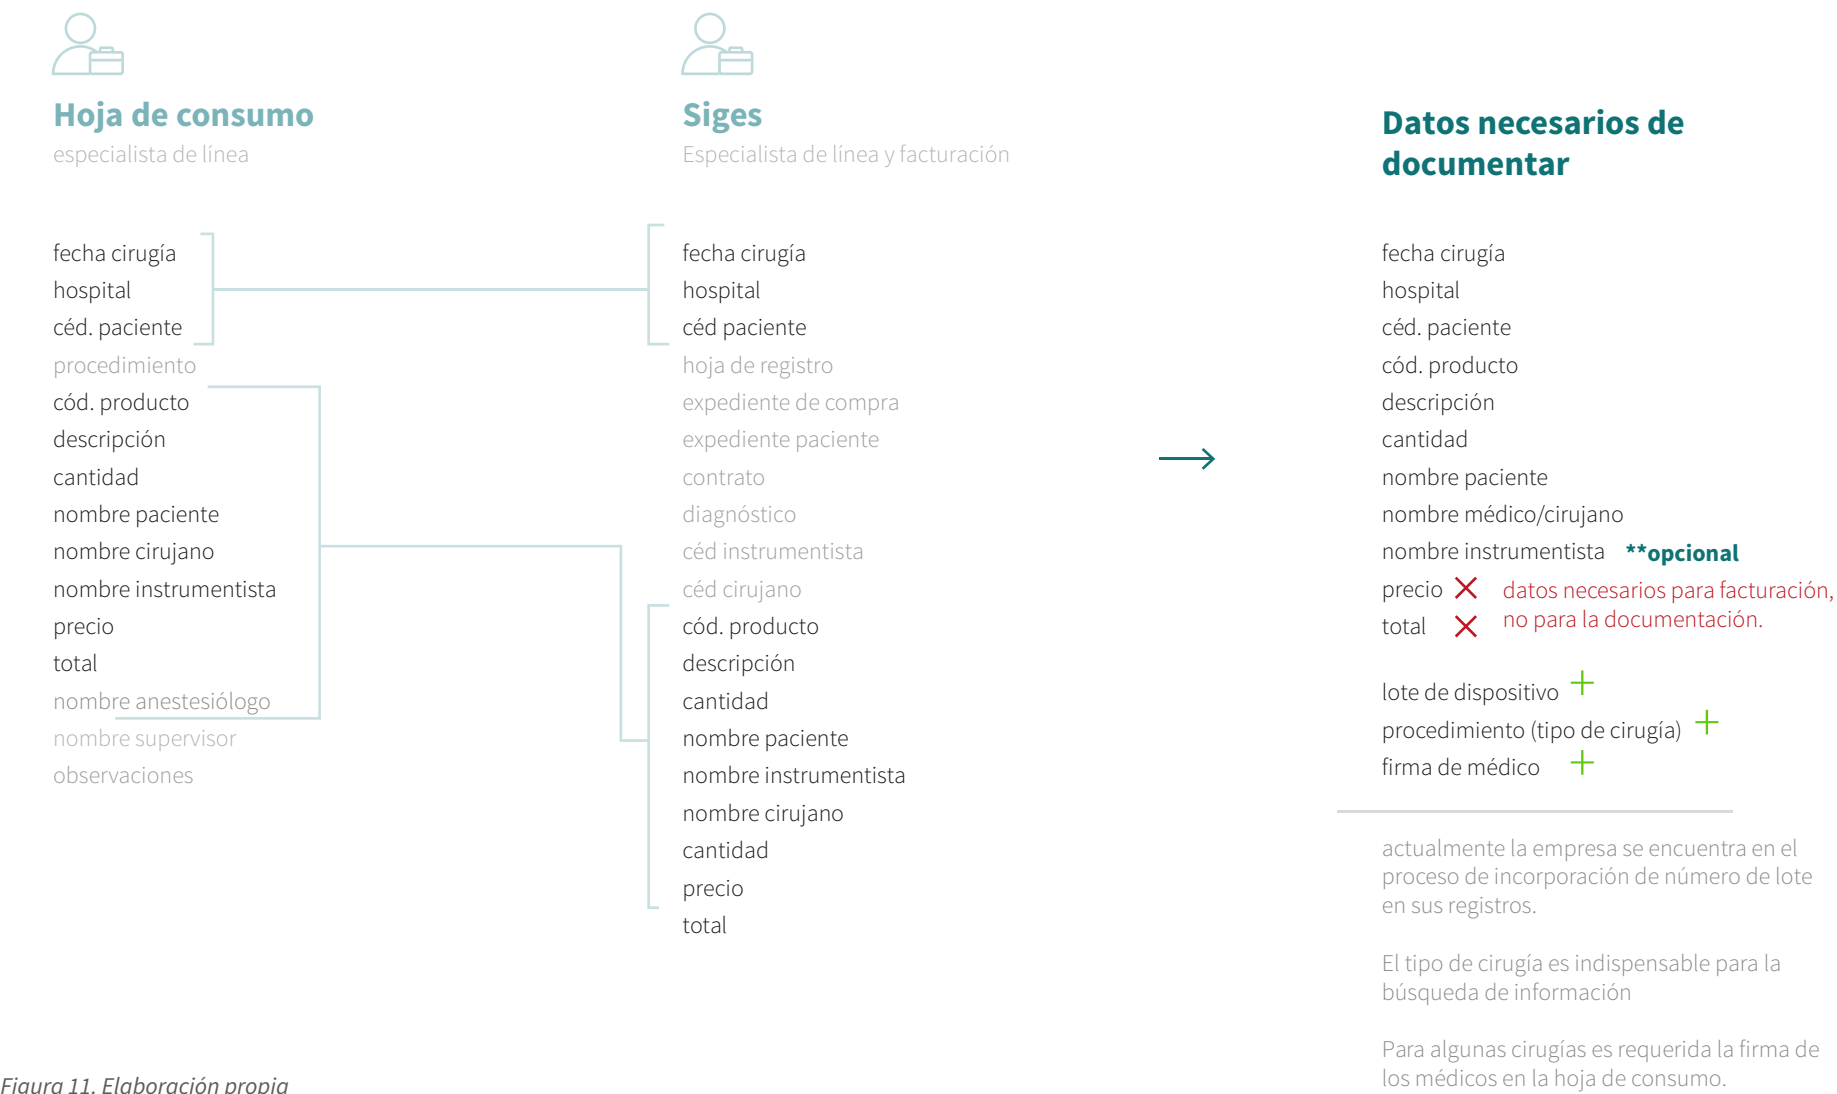 Hoja de consumo
especialista de línea
fecha cirugía
hospital
céd. paciente
procedimiento
cód. producto
descripción
cantidad
nombre paciente
nombre cirujano
nombre instrumentista
precio
total
nombre anestesiólogo
nombre supervisor
observaciones
Siges
Especialista de línea y facturación
fecha cirugía
hospital
céd paciente
hoja de registro
expediente de compra
expediente paciente
contrato
diagnóstico
céd instrumentista
céd cirujano
cód. producto
descripción
cantidad
nombre paciente
nombre instrumentista
nombre cirujano
cantidad
precio
total
Datos necesarios de
documentar
fecha cirugía
hospital
céd. paciente
cód. producto
descripción
cantidad
nombre paciente
nombre médico/cirujano
nombre instrumentista **opcional
precio
total
datos necesarios para facturación,
no para la documentación.
lote de dispositivo
procedimiento (tipo de cirugía)
firma de médico
actualmente la empresa se encuentra en el
proceso de incorporación de número de lote
en sus registros.
El tipo de cirugía es indispensable para la
búsqueda de información
Para algunas cirugías es requerida la firma de
los médicos en la hoja de consumo.
Figura 11. Elaboración propia